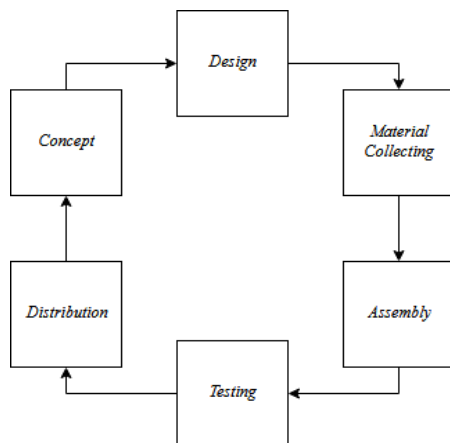 Design
Concept
Material
Collecting
Distribution
Assembly
Testing